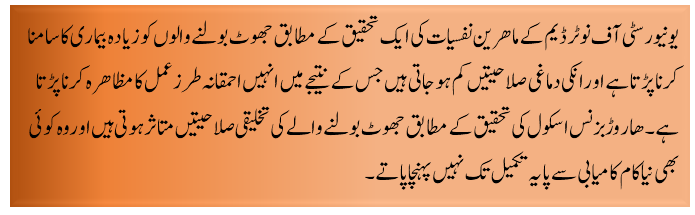 یونیورسٹی آف نوٹرڈیم کے ماھرین نفسیات کی ایک تحقیق کے مطابق جھوٹ بولنے والوں کو زیادہ بیماری کا سامنا
کرنا پڑتا ہے اور انکی دماغی صلاحیتیں کم ہو جاتی ہیں جس کے نتیجے میں انہیں احمقانہ طرز عمل کا مظاھرہ کرنا پڑتا
ہے۔ ھاروڑ بزنس اسکول کی تحقیق کے مطابق جھوٹ بولنے والے کی تخلیقی صلاحیتیں متاثر ہوتی ہیں اور وہ کوئی
بھی نیا کام کامیابی سے پایہ تکمیل تک نہیں پہنچا پاتے۔